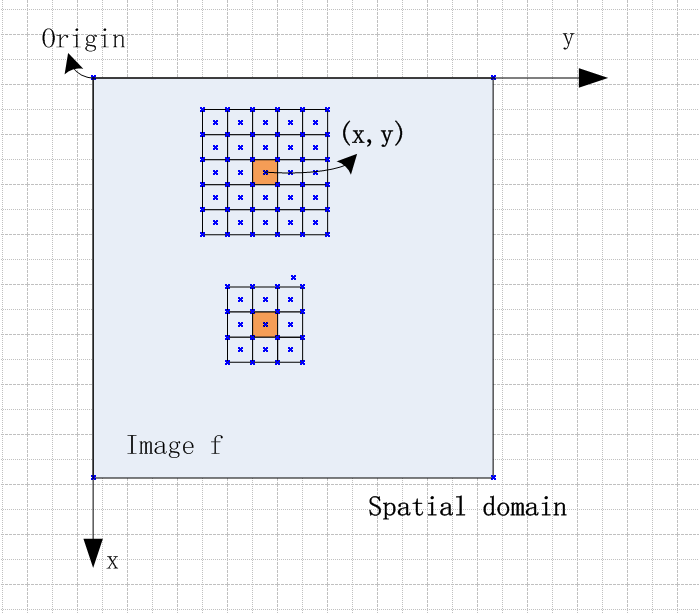 Origin
y
(x,y)
Image f
Spatial domain
x